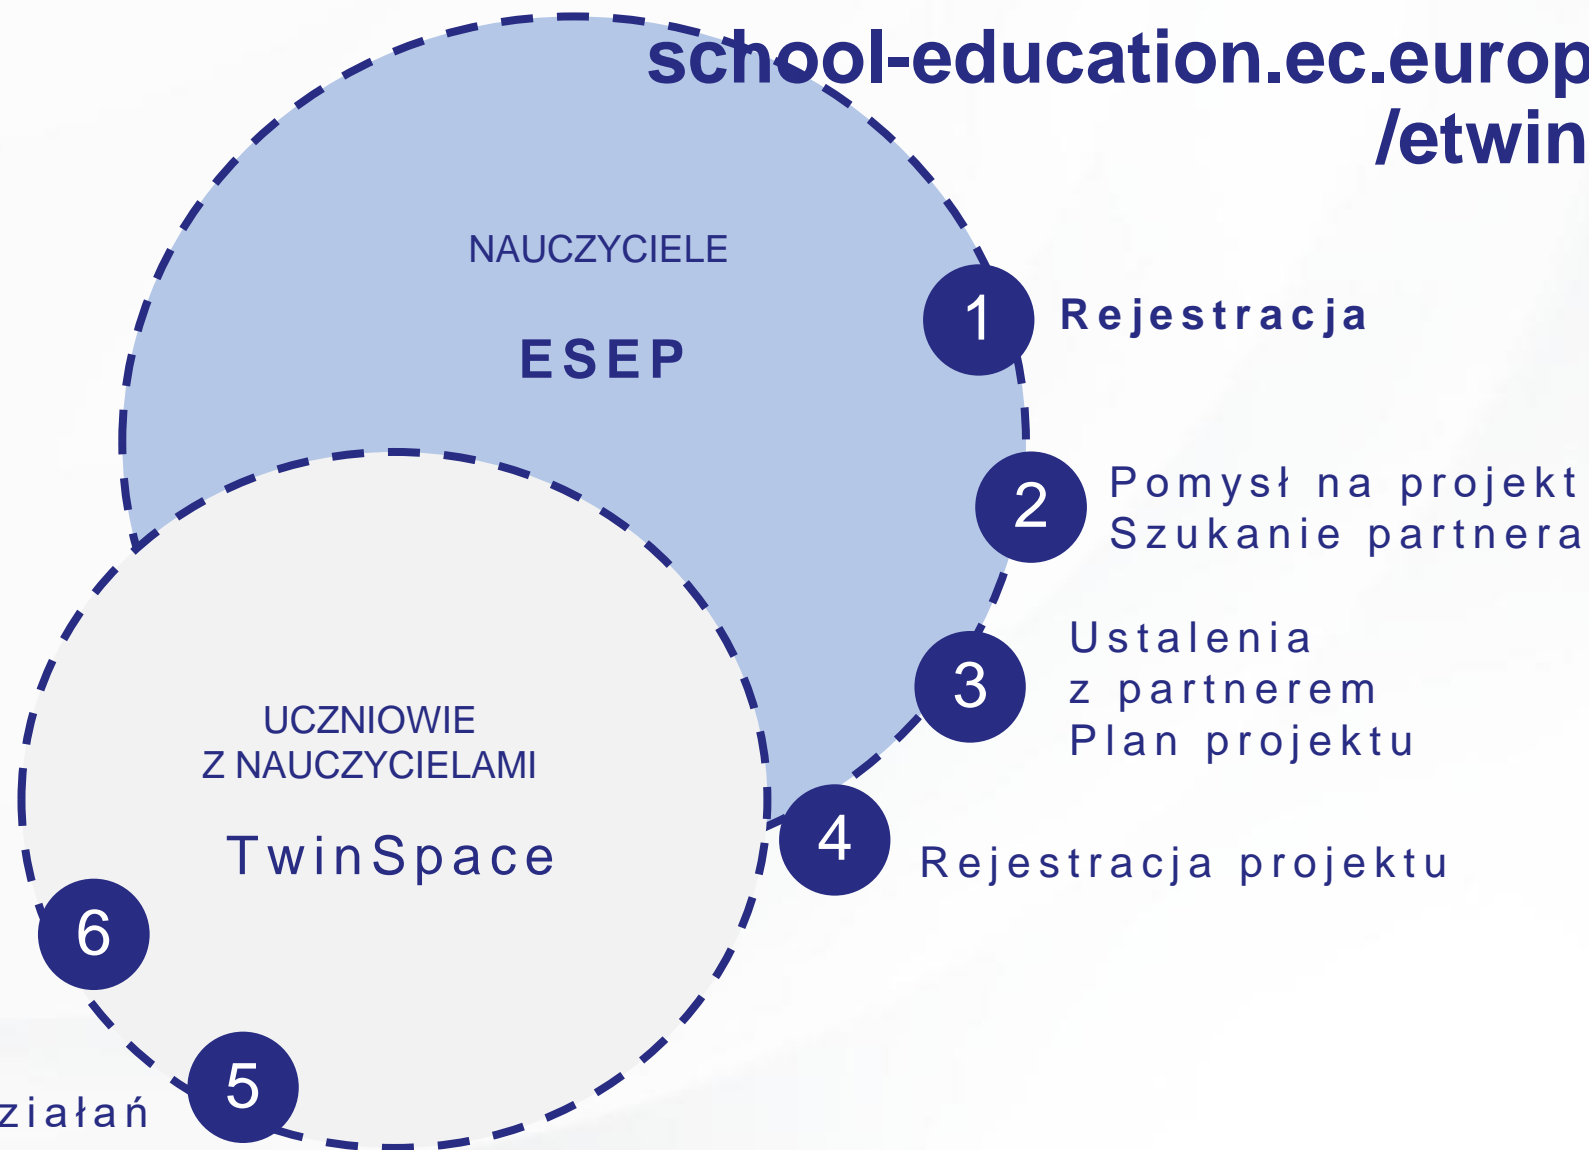 school-education.ec.europ
/etwin
NAUCZYCIELE
ESEP
1
Rejestracja
2
Pomysł na projekt
Szukanie partnera
3
Ustalenia
z partnerem
Plan projektu
4
Rejestracja projektu
UCZNIOWIE
Z NAUCZYCIELAMI
TwinSpace
6
5
ziałań